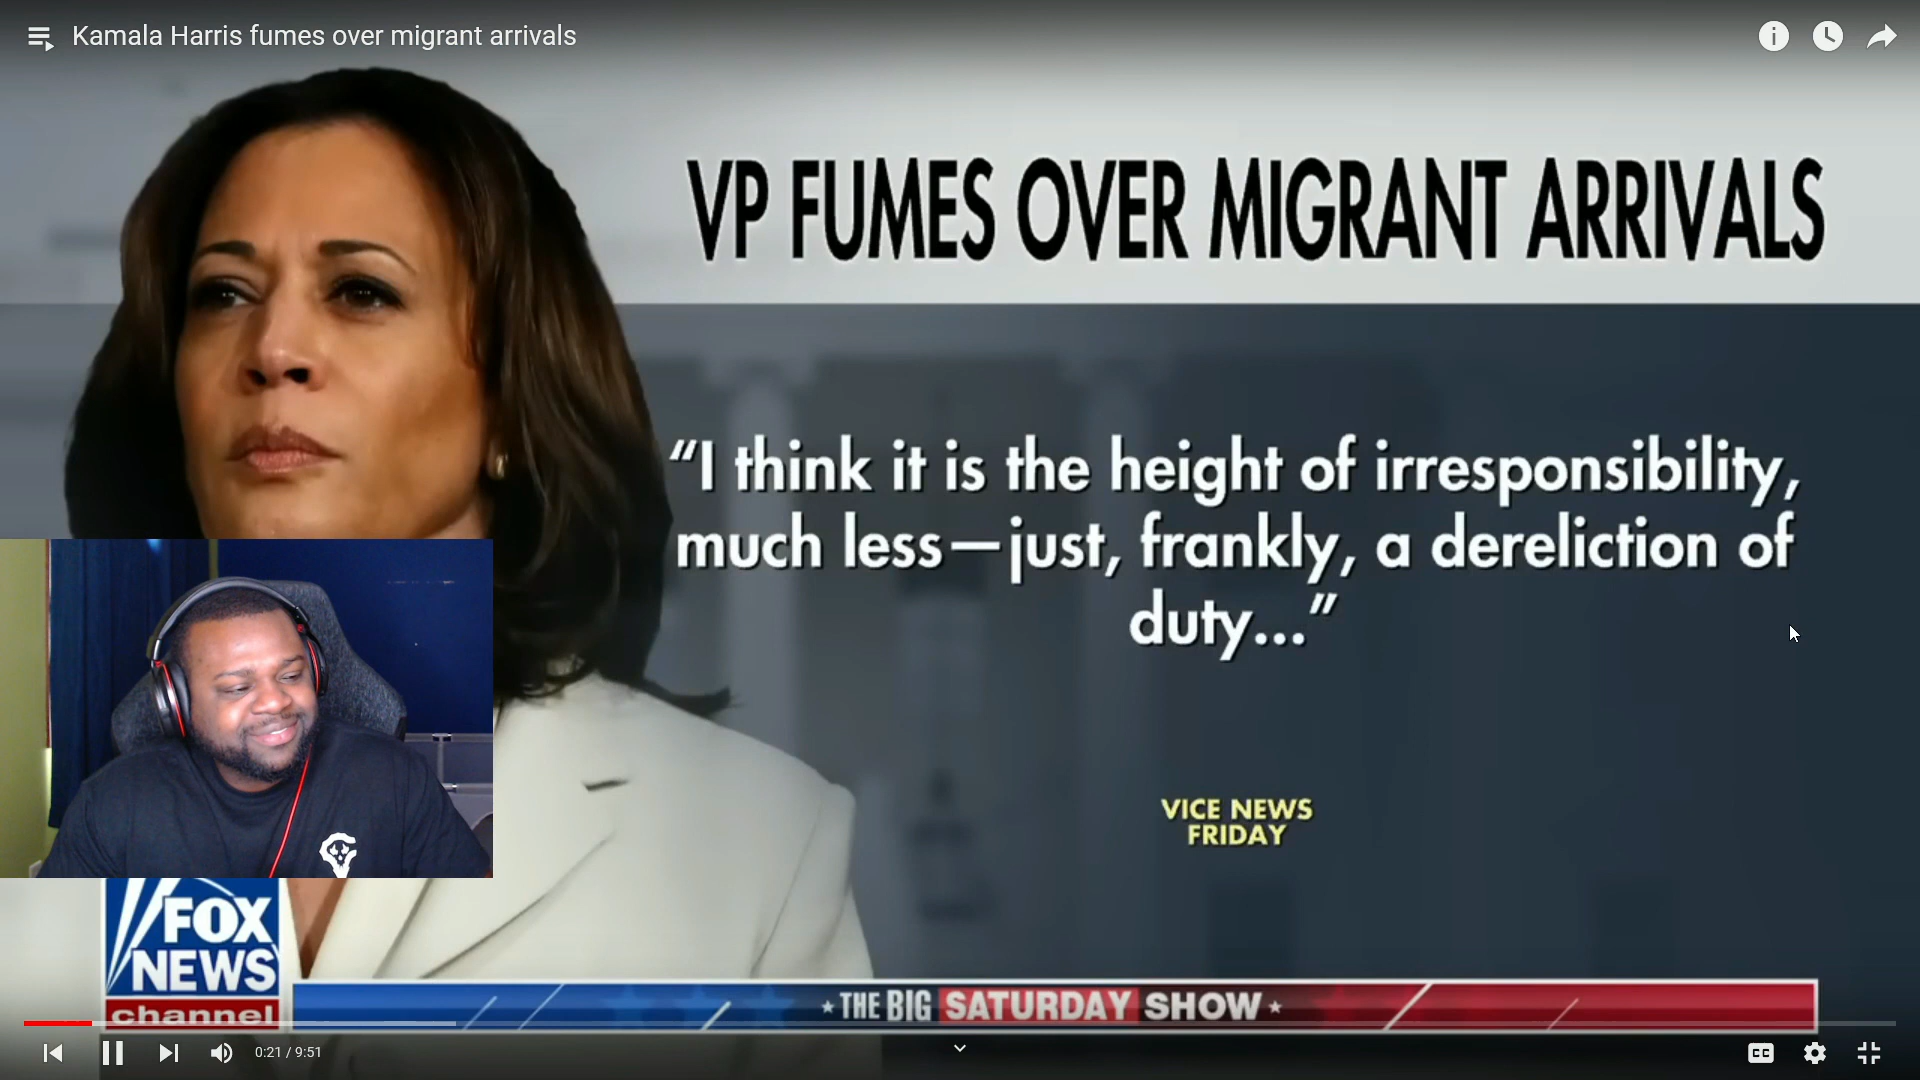 Kamala Harris fumes over migrant arrivals
VP FUMES OVER MIGRANT ARRIVALS
“I think it is the height of irresponsibility,
much less—just, frankly, a dereliction of
duty...”
VICE NEWS
FRIDAY
FOX
NEWS
channel
THE BIG SATURDAY SHOW
0:21 / 9:51
CC